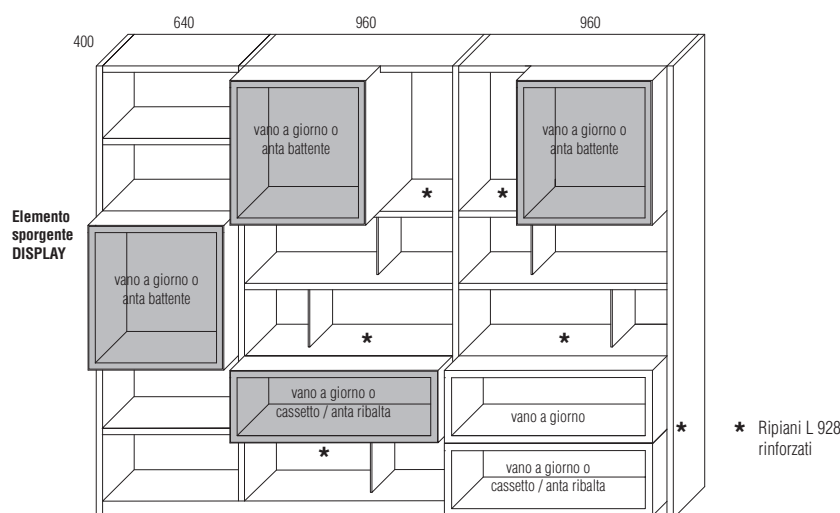 640
960
960
400
vano a giorno o
anta battente
vano a giorno o
anta battente
*
*
Elemento
sporgente
DISPLAY
vano a giorno o
anta battente
*
*
vano a giorno o
cassetto / anta ribalta
vano a giorno
*
* Ripiani L 928
rinforzati
*
vano a giorno o
cassetto / anta ribalta